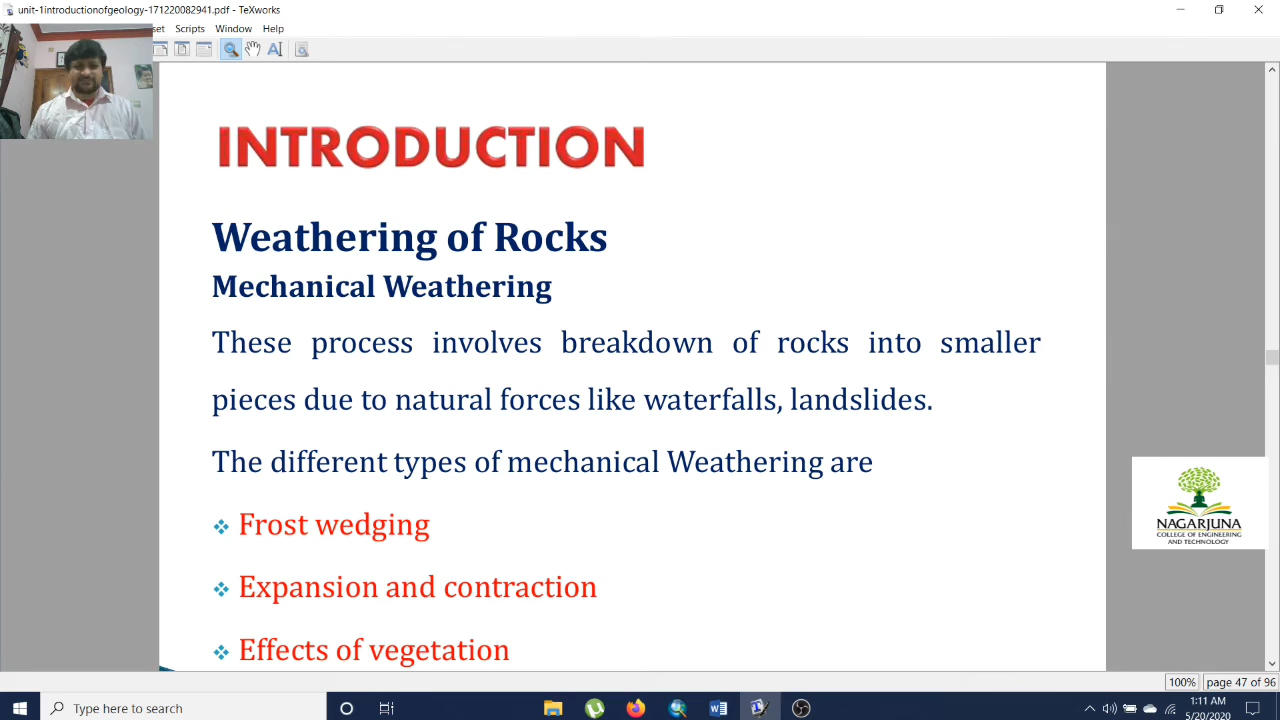 unit-1introductionofgeology-171220082941.pdf - TeXworks
set Scripts Window Help
INTRODUCTION
Weathering of Rocks
Mechanical Weathering
These process involves breakdown of rocks into smaller
pieces due to natural forces like waterfalls, landslides.
The different types of mechanical Weathering are
❖ Frost wedging
❖ Expansion and contraction
❖ Effects of vegetation
NAGARJUNA
COLLEGE OF ENGINEERING
AND TECHNOLOGY
100% page 47 of 96
Type here to search
1:11 AM
5/20/2020